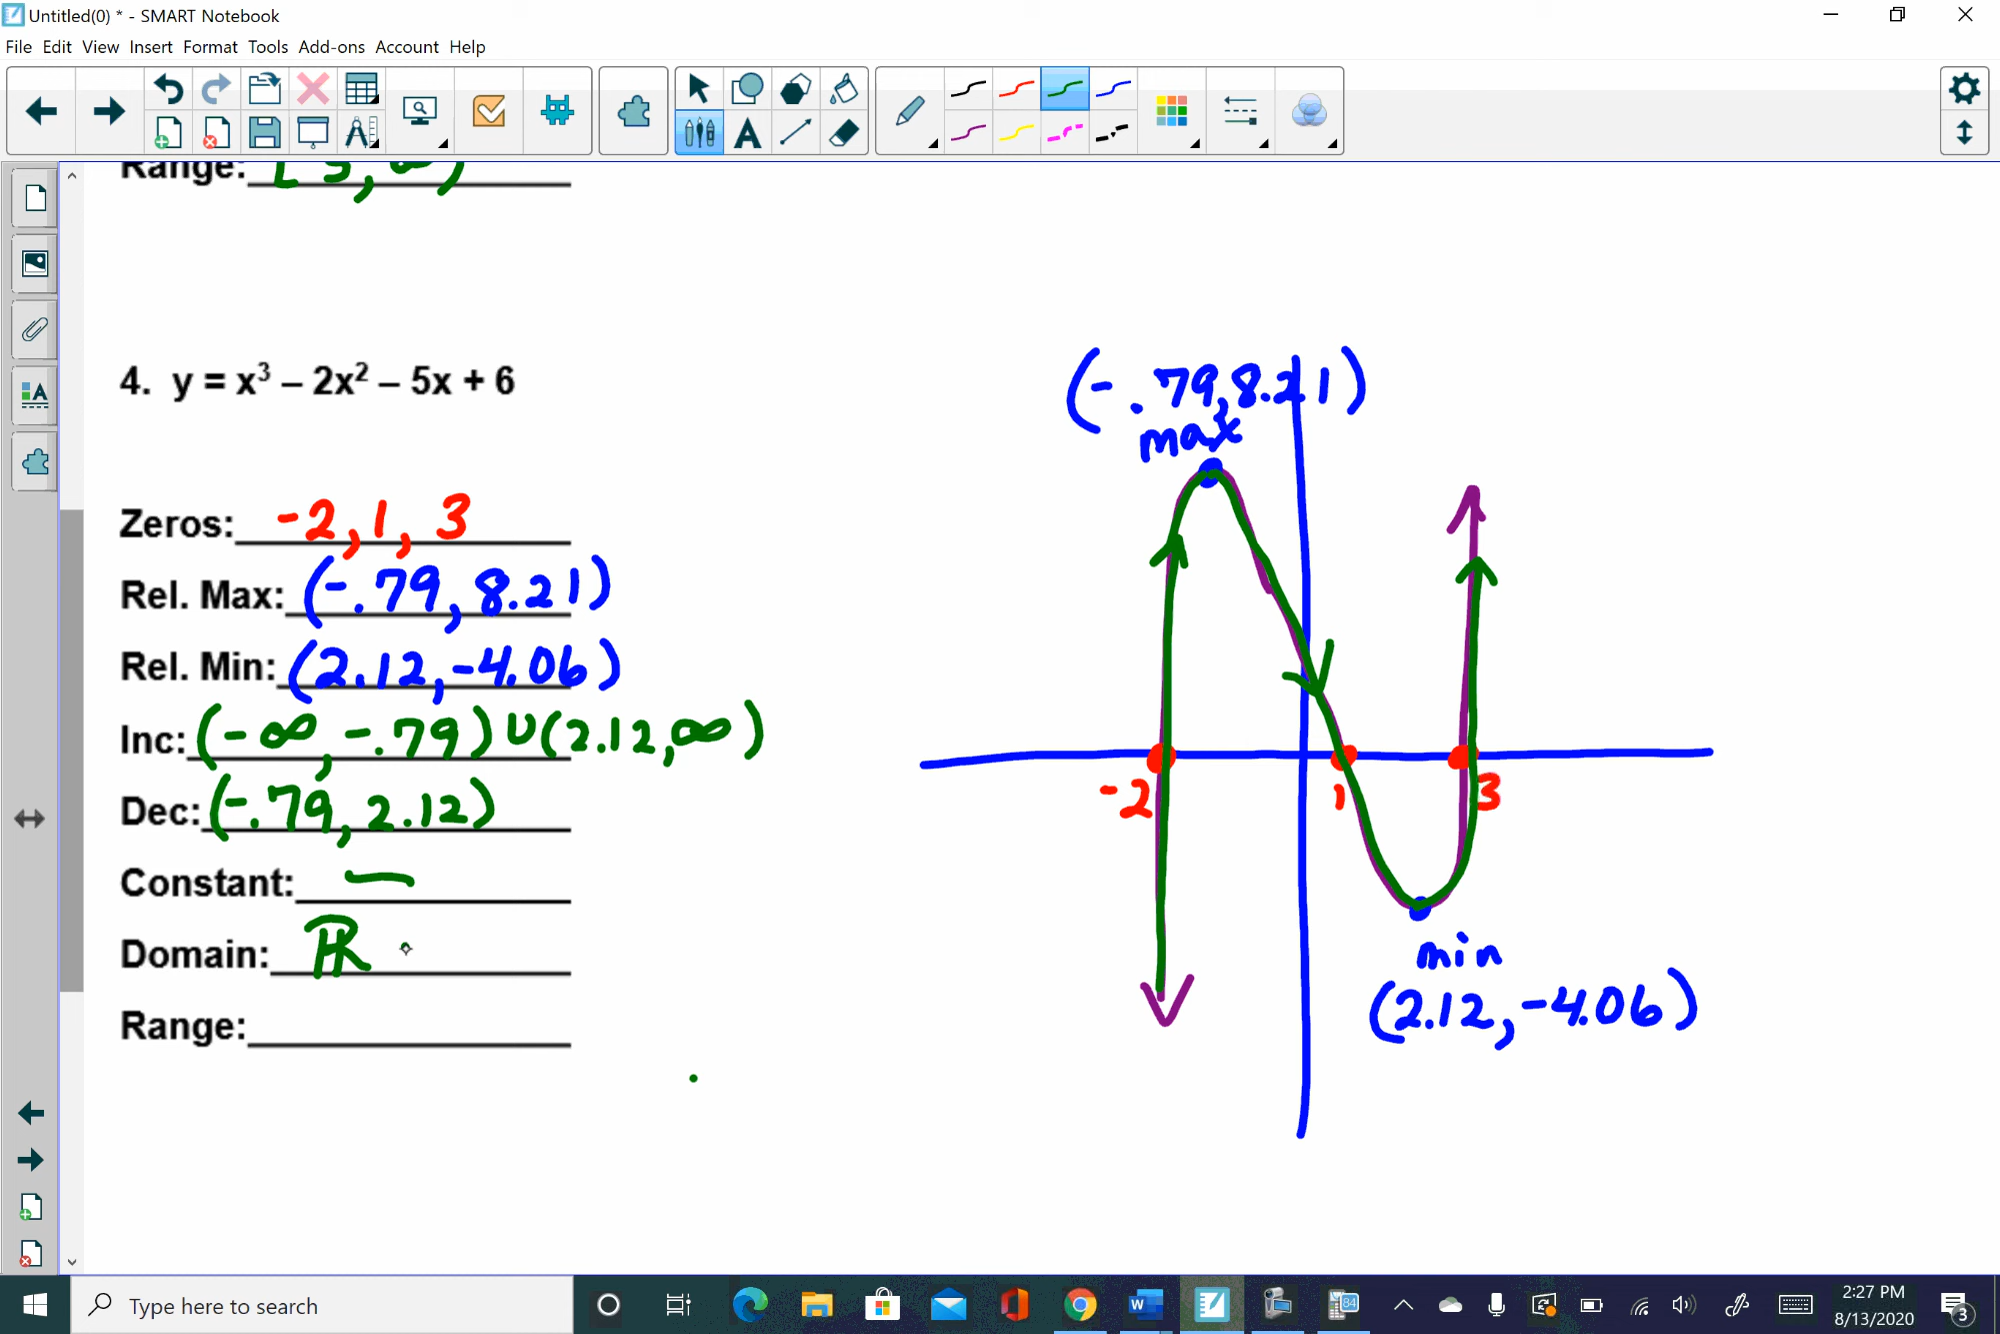 Untitled(0) * - SMART Notebook
File Edit View Insert Format Tools Add-ons Account Help
Range: [ 3, ∞)
4. y = x³ – 2x² – 5x + 6
Zeros: -2, 1, 3
Rel. Max: (-.79, 8.21)
Rel. Min: (2.12, -4.06)
Inc: (-∞, -.79) ∪ (2.12, ∞)
Dec: (-.79, 2.12)
Constant: —
Domain: ℝ
Range:
(-.79, 8.21)
max
-2
1
3
min
(2.12, -4.06)
Type here to search
84
2:27 PM
8/13/2020
3